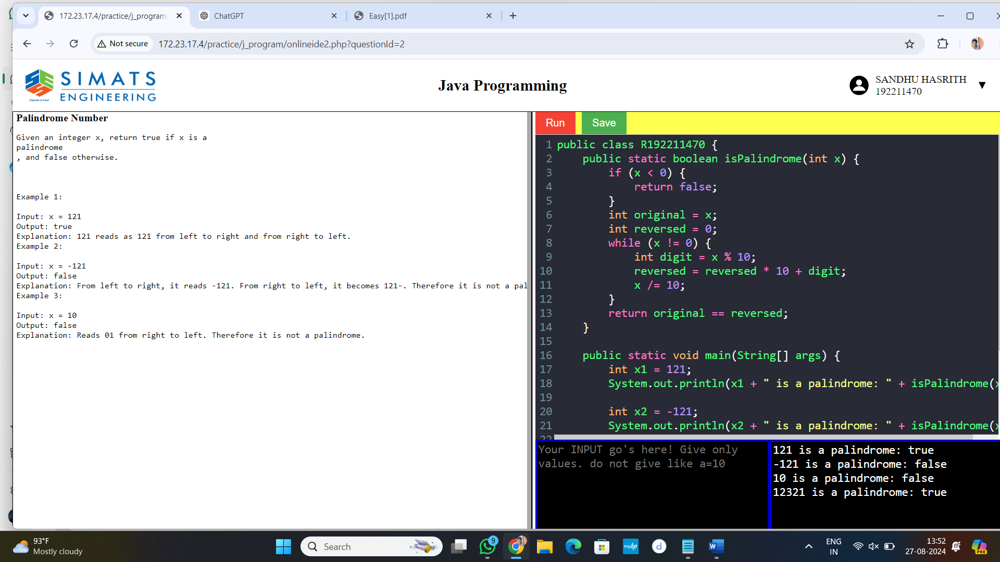 172.23.17.4/practice/j_program/
ChatGPT
Easy[1].pdf
Not secure
172.23.17.4/practice/j_program/onlineide2.php?questionId=2
SIMATS
ENGINEERING
Engineer to Excel
Java Programming
SANDHU HASRITH
192211470
Palindrome Number
Given an integer x, return true if x is a
palindrome
, and false otherwise.
Example 1:
Input: x = 121
Output: true
Explanation: 121 reads as 121 from left to right and from right to left.
Example 2:
Input: x = -121
Output: false
Explanation: From left to right, it reads -121. From right to left, it becomes 121-. Therefore it is not a pal
Example 3:
Input: x = 10
Output: false
Explanation: Reads 01 from right to left. Therefore it is not a palindrome.
Run
Save
1 public class R192211470 {
2 public static boolean isPalindrome(int x) {
3 if (x < 0) {
4 return false;
5 }
6 int original = x;
7 int reversed = 0;
8 while (x != 0) {
9 int digit = x % 10;
10 reversed = reversed * 10 + digit;
11 x /= 10;
12 }
13 return original == reversed;
14 }
15
16 public static void main(String[] args) {
17 int x1 = 121;
18 System.out.println(x1 + " is a palindrome: " + isPalindrome(x
19
20 int x2 = -121;
21 System.out.println(x2 + " is a palindrome: " + isPalindrome(x
22
Your INPUT go's here! Give only
values. do not give like a=10
121 is a palindrome: true
-121 is a palindrome: false
10 is a palindrome: false
12321 is a palindrome: true
93°F
Mostly cloudy
Search
9
myhp
d
W
ENG
IN
13:52
27-08-2024
PRE